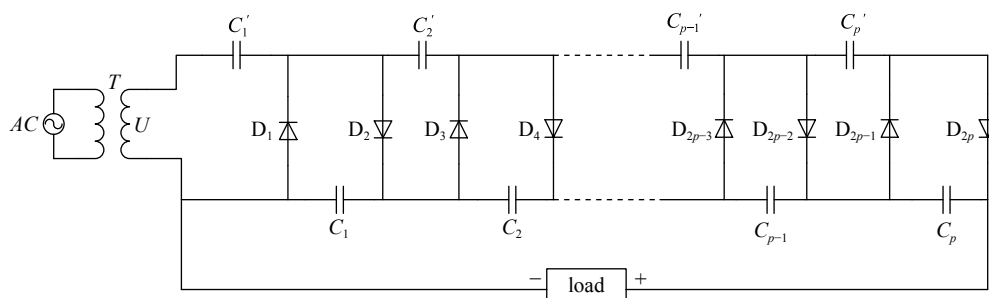 C₁′
C₂′
Cₚ₋₁′
Cₚ′
T
AC
U
D₁
D₂
D₃
D₄
D₂ₚ₋₃
D₂ₚ₋₂
D₂ₚ₋₁
D₂ₚ
C₁
C₂
Cₚ₋₁
Cₚ
− load +